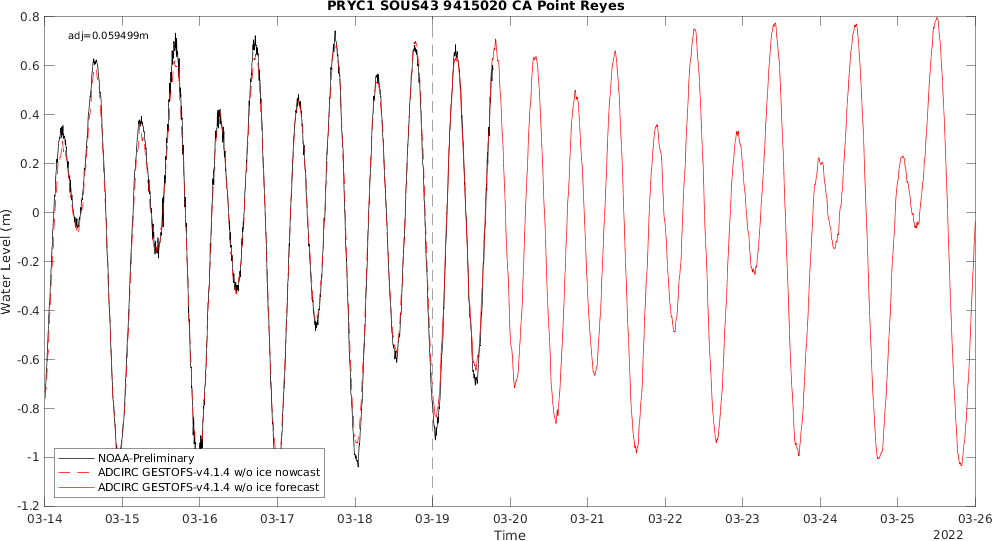 PRYC1 SOUS43 9415020 CA Point Reyes
adj=0.059499m
0.8
0.6
0.4
0.2
0
-0.2
-0.4
-0.6
-0.8
-1
-1.2
Water Level (m)
NOAA-Preliminary
ADCIRC GESTOFS-v4.1.4 w/o ice nowcast
ADCIRC GESTOFS-v4.1.4 w/o ice forecast
03-14 03-15 03-16 03-17 03-18 03-19 03-20 03-21 03-22 03-23 03-24 03-25 03-26
Time
2022